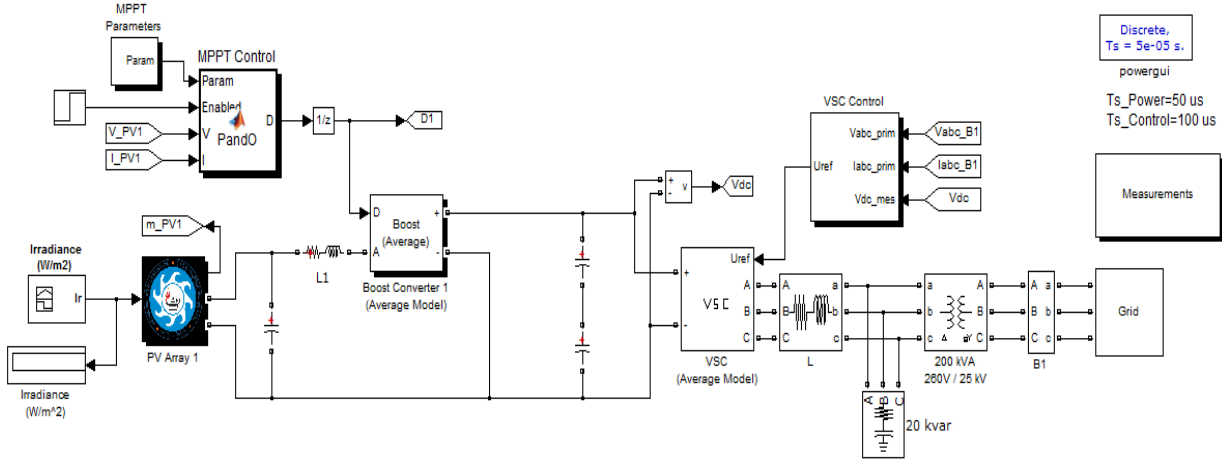 MPPT
Parameters
Param
MPPT Control
Param
Enabled
V
I
D
PandO
V_PV1
I_PV1
1/z
D1
Discrete,
Ts = 5e-05 s.
powergui
Ts_Power=50 us
Ts_Control=100 us
VSC Control
Vabc_prim
Iabc_prim
Vdc_mes
Uref
Vabc_B1
Iabc_B1
Vdc
Measurements
+
-
v
Vdc
m_PV1
Irradiance
(W/m2)
Ir
PV Array 1
Irradiance
(W/m^2)
L1
D
A
Boost
(Average)
+
-
Boost Converter 1
(Average Model)
Uref
+
-
VSC
A
B
C
VSC
(Average Model)
A
B
C
a
b
c
L
a
b
c
A
B
C
Δ
Y
200 kVA
260V / 25 kV
A
B
C
a
b
c
B1
Grid
A
B
C
20 kvar